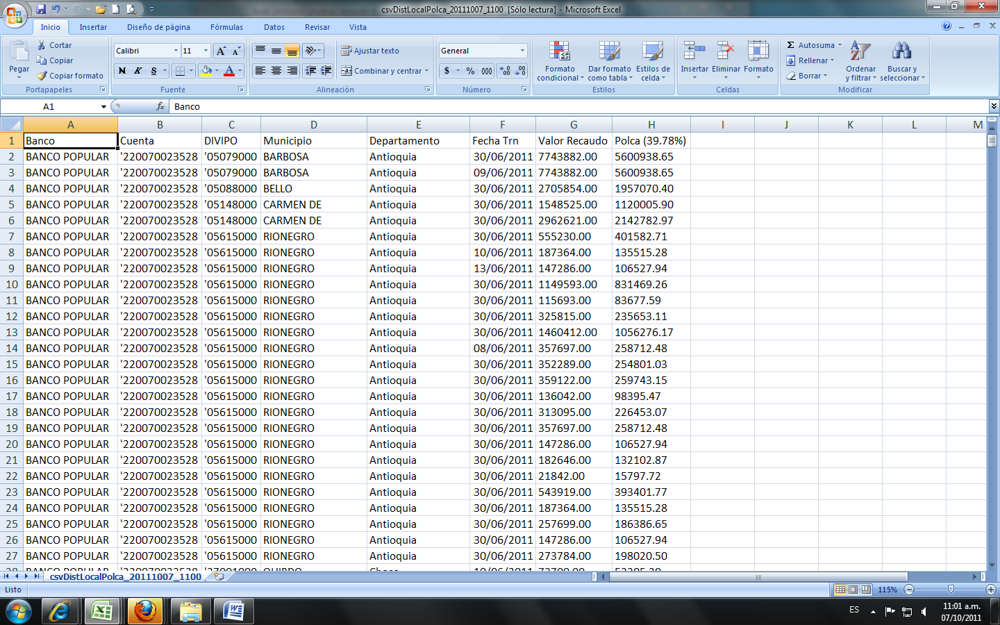 csvDistLocalPolca_20111007_1100 [Sólo lectura] - Microsoft Excel
Inicio Insertar Diseño de página Fórmulas Datos Revisar Vista
Pegar Cortar Copiar Copiar formato Portapapeles
Calibri 11 N K S Fuente
Ajustar texto Combinar y centrar Alineación
General $ % 000 Número
Formato condicional Dar formato como tabla Estilos de celda Estilos
Insertar Eliminar Formato Celdas
Σ Autosuma Rellenar Borrar Ordenar y filtrar Buscar y seleccionar Modificar
A1 fx Banco
A B C D E F G H I J K L M
1 Banco Cuenta DIVIPO Municipio Departamento Fecha Trn Valor Recaudo Polca (39.78%)
2 BANCO POPULAR '220070023528 '05079000 BARBOSA Antioquia 30/06/2011 7743882.00 5600938.65
3 BANCO POPULAR '220070023528 '05079000 BARBOSA Antioquia 09/06/2011 7743882.00 5600938.65
4 BANCO POPULAR '220070023528 '05088000 BELLO Antioquia 30/06/2011 2705854.00 1957070.40
5 BANCO POPULAR '220070023528 '05148000 CARMEN DE Antioquia 30/06/2011 1548525.00 1120005.90
6 BANCO POPULAR '220070023528 '05148000 CARMEN DE Antioquia 30/06/2011 2962621.00 2142782.97
7 BANCO POPULAR '220070023528 '05615000 RIONEGRO Antioquia 30/06/2011 555230.00 401582.71
8 BANCO POPULAR '220070023528 '05615000 RIONEGRO Antioquia 10/06/2011 187364.00 135515.28
9 BANCO POPULAR '220070023528 '05615000 RIONEGRO Antioquia 13/06/2011 147286.00 106527.94
10 BANCO POPULAR '220070023528 '05615000 RIONEGRO Antioquia 30/06/2011 1149593.00 831469.26
11 BANCO POPULAR '220070023528 '05615000 RIONEGRO Antioquia 30/06/2011 115693.00 83677.59
12 BANCO POPULAR '220070023528 '05615000 RIONEGRO Antioquia 30/06/2011 325815.00 235653.11
13 BANCO POPULAR '220070023528 '05615000 RIONEGRO Antioquia 30/06/2011 1460412.00 1056276.17
14 BANCO POPULAR '220070023528 '05615000 RIONEGRO Antioquia 08/06/2011 357697.00 258712.48
15 BANCO POPULAR '220070023528 '05615000 RIONEGRO Antioquia 30/06/2011 352289.00 254801.03
16 BANCO POPULAR '220070023528 '05615000 RIONEGRO Antioquia 30/06/2011 359122.00 259743.15
17 BANCO POPULAR '220070023528 '05615000 RIONEGRO Antioquia 30/06/2011 136042.00 98395.47
18 BANCO POPULAR '220070023528 '05615000 RIONEGRO Antioquia 30/06/2011 313095.00 226453.07
19 BANCO POPULAR '220070023528 '05615000 RIONEGRO Antioquia 30/06/2011 357697.00 258712.48
20 BANCO POPULAR '220070023528 '05615000 RIONEGRO Antioquia 30/06/2011 147286.00 106527.94
21 BANCO POPULAR '220070023528 '05615000 RIONEGRO Antioquia 30/06/2011 182646.00 132102.87
22 BANCO POPULAR '220070023528 '05615000 RIONEGRO Antioquia 30/06/2011 21842.00 15797.72
23 BANCO POPULAR '220070023528 '05615000 RIONEGRO Antioquia 30/06/2011 543919.00 393401.77
24 BANCO POPULAR '220070023528 '05615000 RIONEGRO Antioquia 30/06/2011 187364.00 135515.28
25 BANCO POPULAR '220070023528 '05615000 RIONEGRO Antioquia 30/06/2011 257699.00 186386.65
26 BANCO POPULAR '220070023528 '05615000 RIONEGRO Antioquia 30/06/2011 147286.00 106527.94
27 BANCO POPULAR '220070023528 '05615000 RIONEGRO Antioquia 30/06/2011 273784.00 198020.50
csvDistLocalPolca_20111007_1100
Listo 115%
ES 11:01 a.m.
07/10/2011